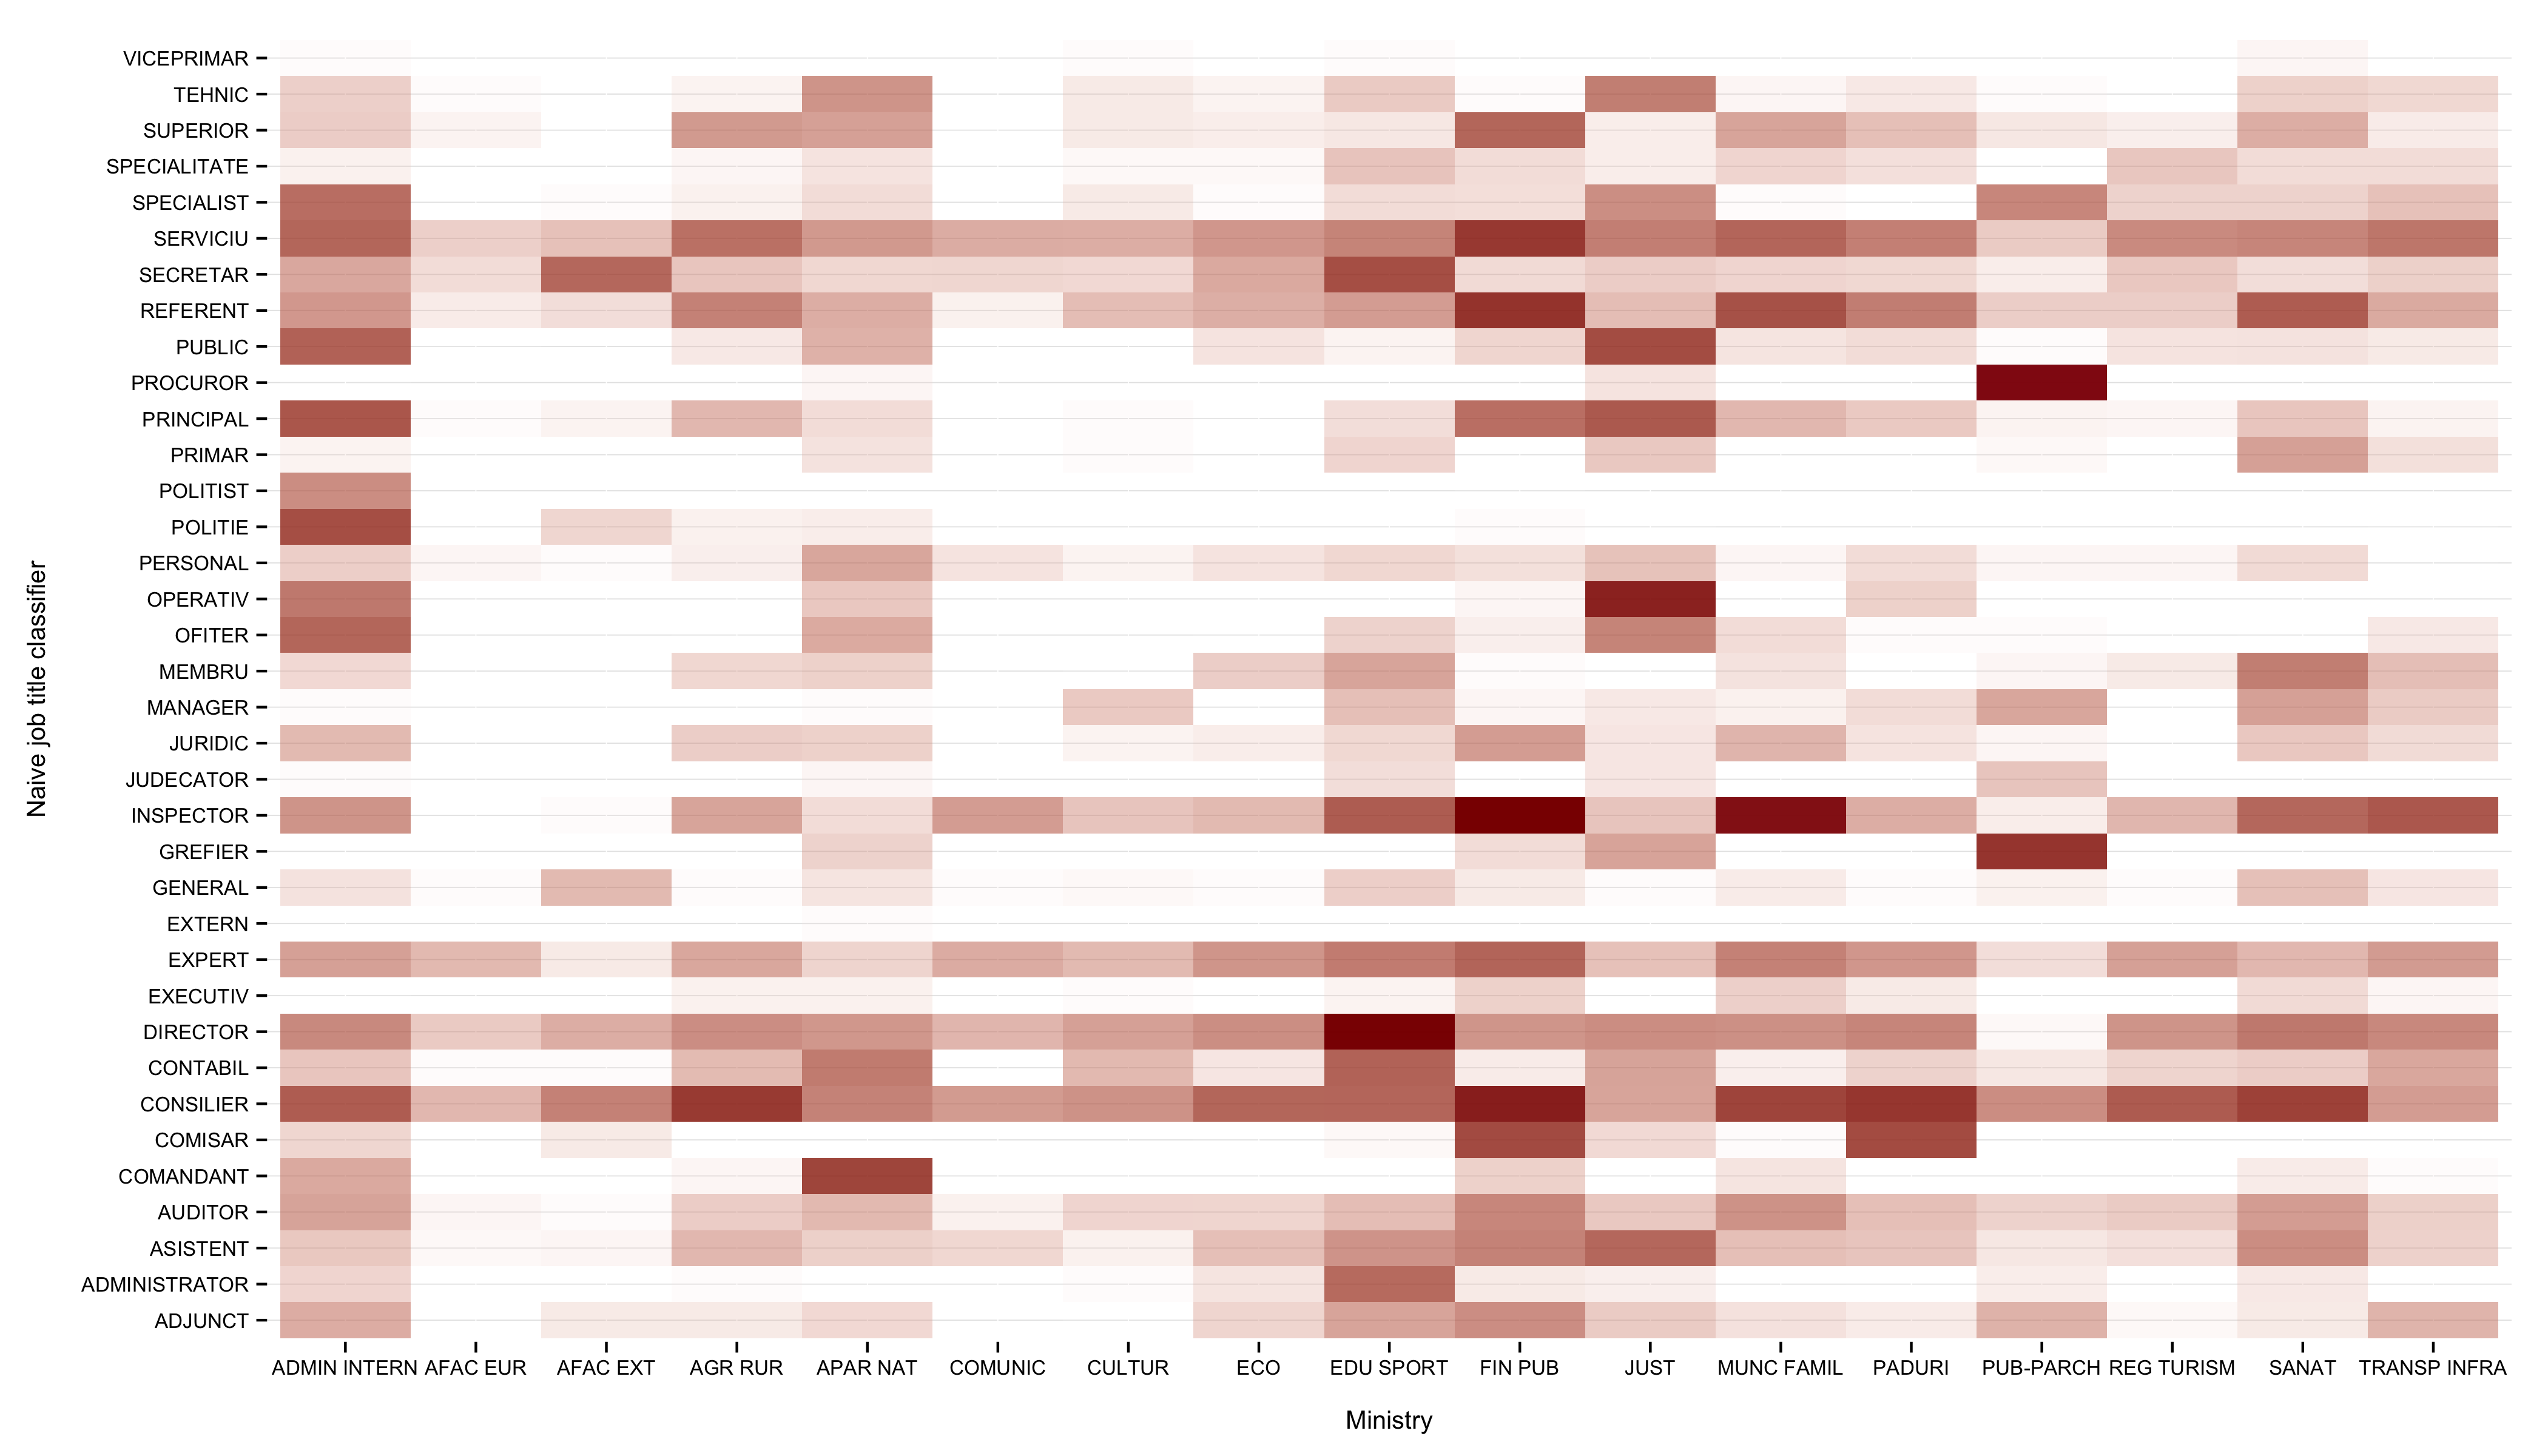 Naive job title classifier
VICEPRIMAR
TEHNIC
SUPERIOR
SPECIALITATE
SPECIALIST
SERVICIU
SECRETAR
REFERENT
PUBLIC
PROCUROR
PRINCIPAL
PRIMAR
POLITIST
POLITIE
PERSONAL
OPERATIV
OFITER
MEMBRU
MANAGER
JURIDIC
JUDECATOR
INSPECTOR
GREFIER
GENERAL
EXTERN
EXPERT
EXECUTIV
DIRECTOR
CONTABIL
CONSILIER
COMISAR
COMANDANT
AUDITOR
ASISTENT
ADMINISTRATOR
ADJUNCT
ADMIN INTERN AFAC EUR AFAC EXT AGR RUR APAR NAT COMUNIC CULTUR ECO EDU SPORT FIN PUB JUST MUNC FAMIL PADURI PUB-PARCH REG TURISM SANAT TRANSP INFRA
Ministry